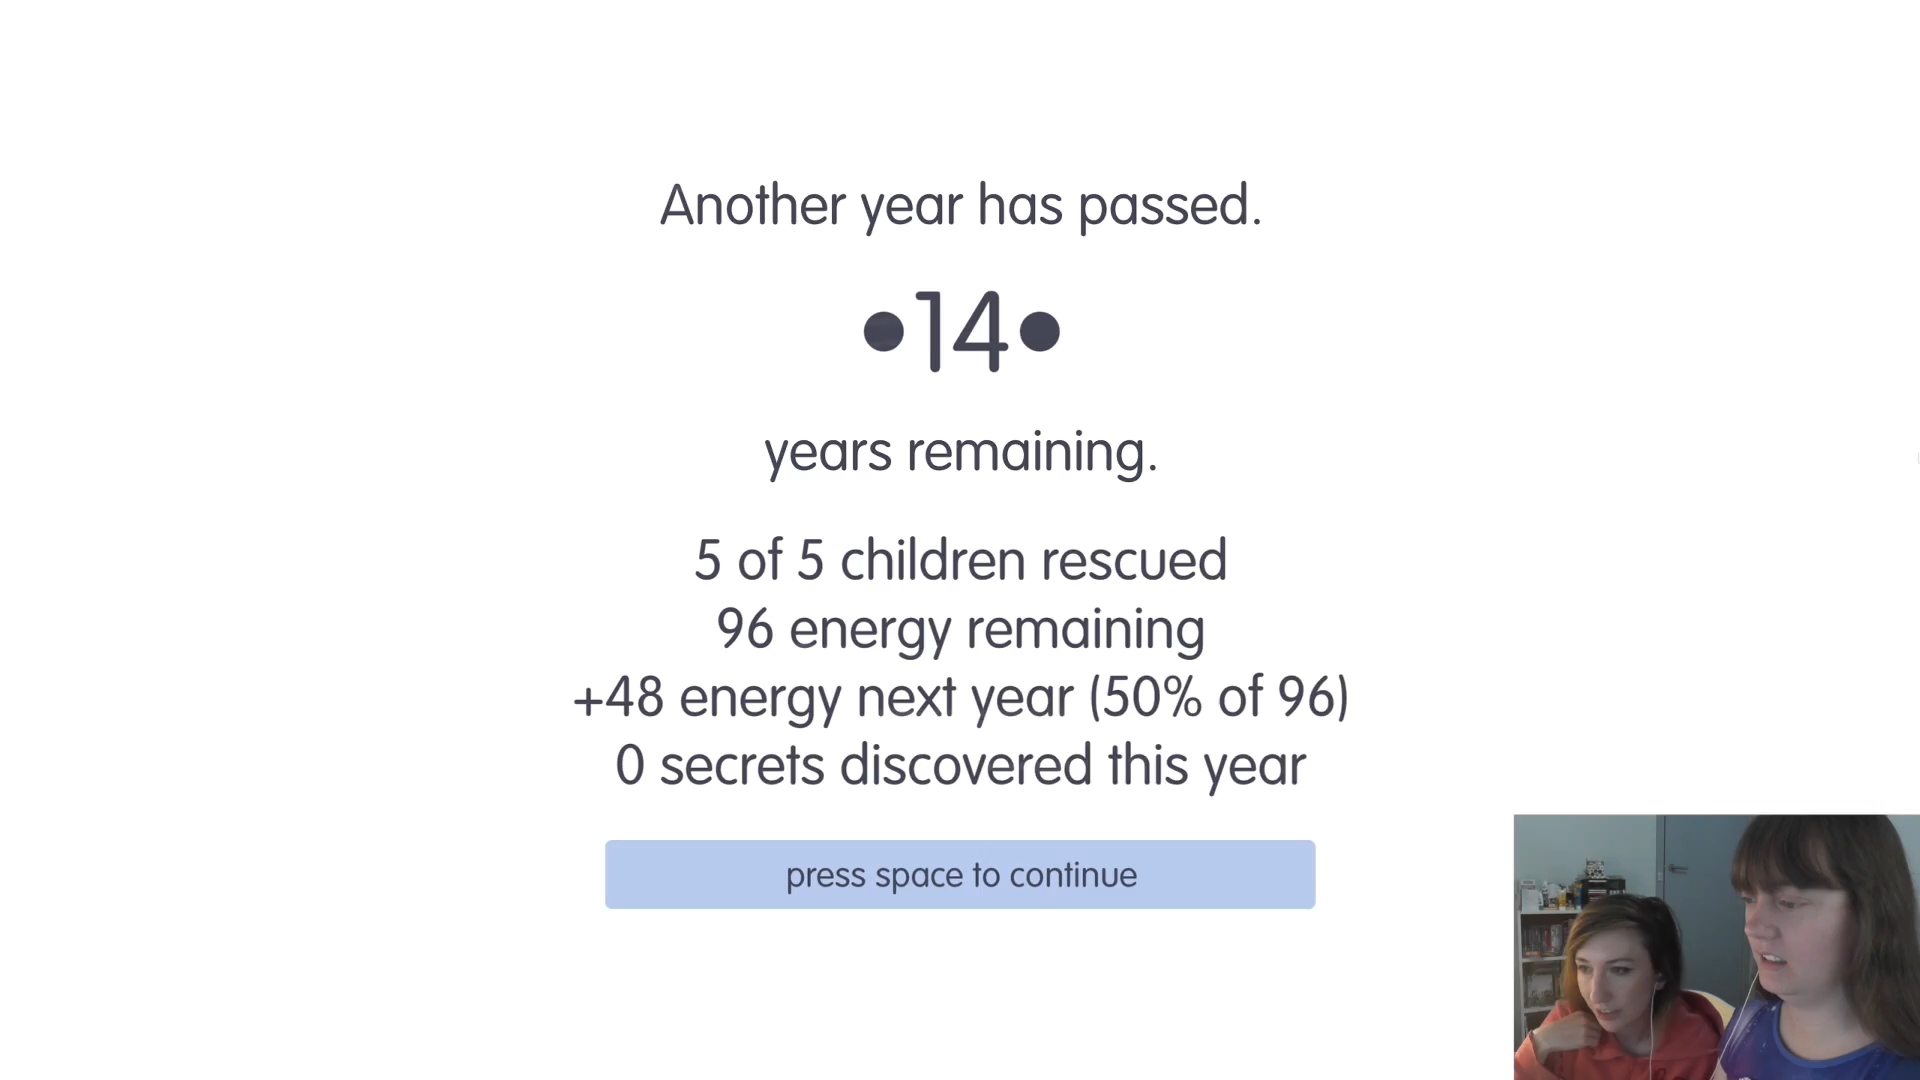 Another year has passed.
•14•
years remaining.
5 of 5 children rescued
96 energy remaining
+48 energy next year (50% of 96)
0 secrets discovered this year
press space to continue